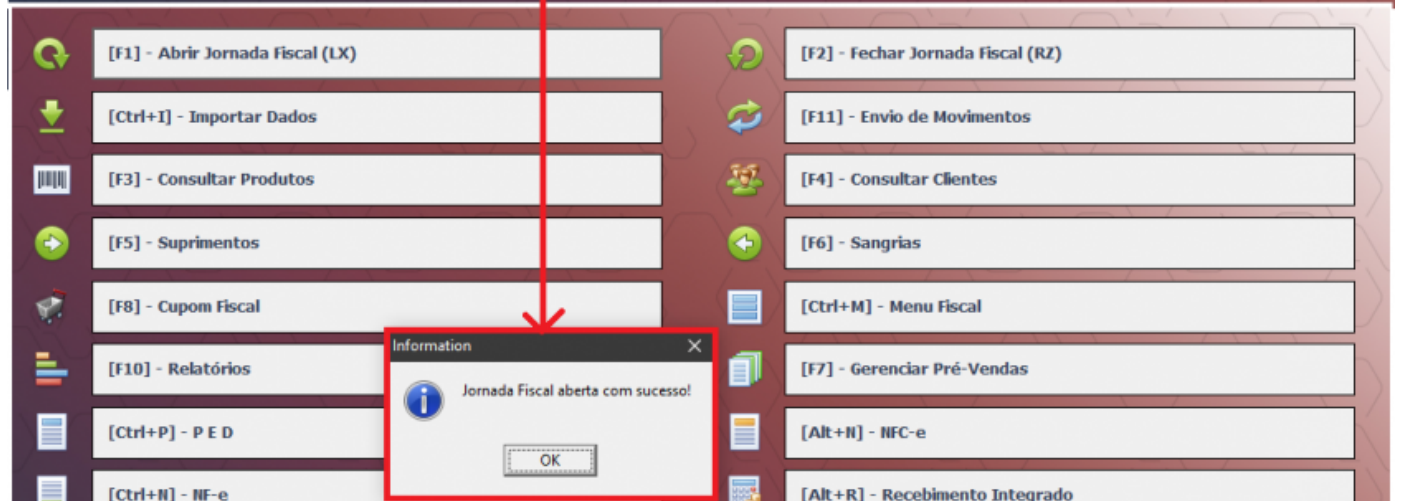 [F1] - Abrir Jornada Fiscal (LX)
[F2] - Fechar Jornada Fiscal (RZ)
[Ctrl+I] - Importar Dados
[F11] - Envio de Movimentos
[F3] - Consultar Produtos
[F4] - Consultar Clientes
[F5] - Suprimentos
[F6] - Sangrias
[F8] - Cupom Fiscal
[Ctrl+M] - Menu Fiscal
Information
[F10] - Relatórios
[F7] - Gerenciar Pré-Vendas
Jornada Fiscal aberta com sucesso!
[Ctrl+P] - P E D
[Alt+N] - NFC-e
OK
[Ctrl+N] - NF-e
[Alt+R] - Recebimento Integrado